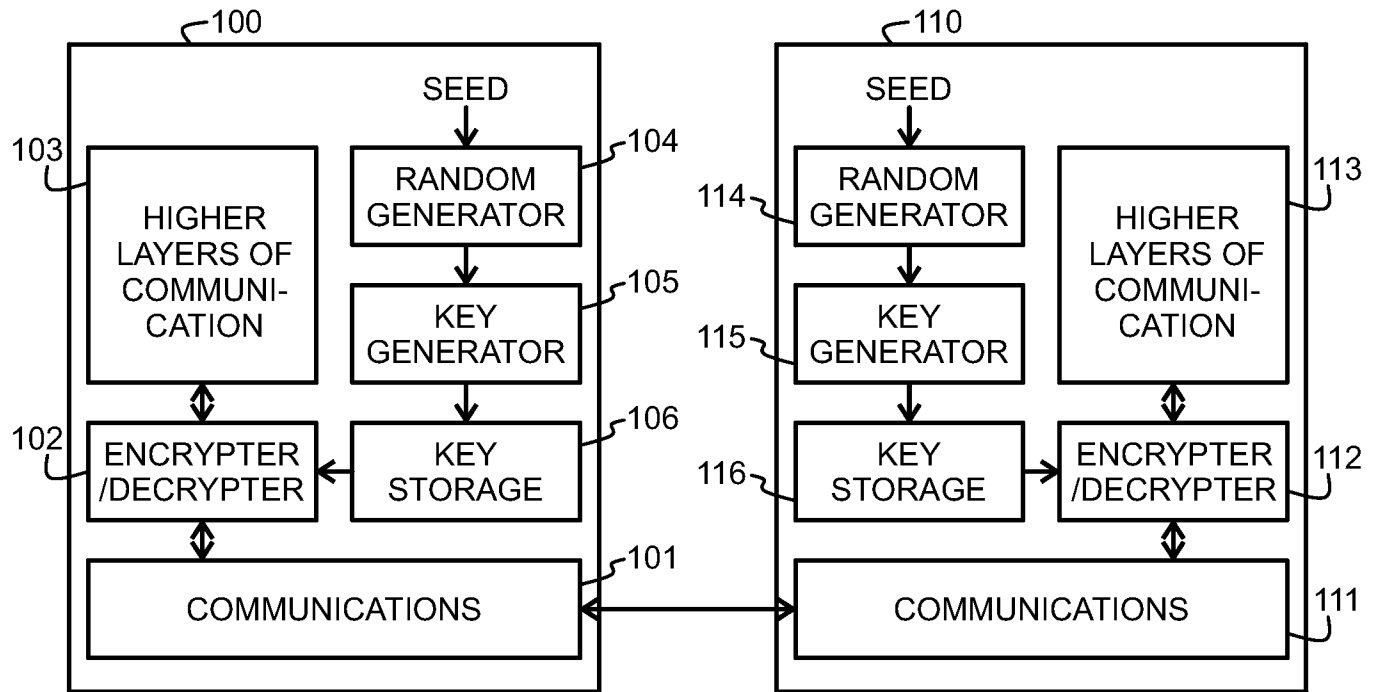 100
SEED
103
104
HIGHER
LAYERS OF
COMMUNI-
CATION
RANDOM
GENERATOR
105
KEY
GENERATOR
106
102
ENCRYPTER
/DECRYPTER
KEY
STORAGE
101
COMMUNICATIONS
110
SEED
114
RANDOM
GENERATOR
113
HIGHER
LAYERS OF
COMMUNI-
CATION
115
KEY
GENERATOR
116
KEY
STORAGE
ENCRYPTER
/DECRYPTER
112
COMMUNICATIONS
111